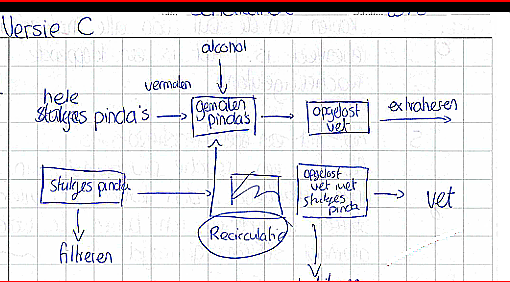 Versie C
alcohol
vermalen
hele
stukjes pinda's
gemalen
pinda's
opgelost
vet
extraheren
stukjes pinda
opgelost
vet met
stukjes
pinda
vet
Recirculatie
filtreren